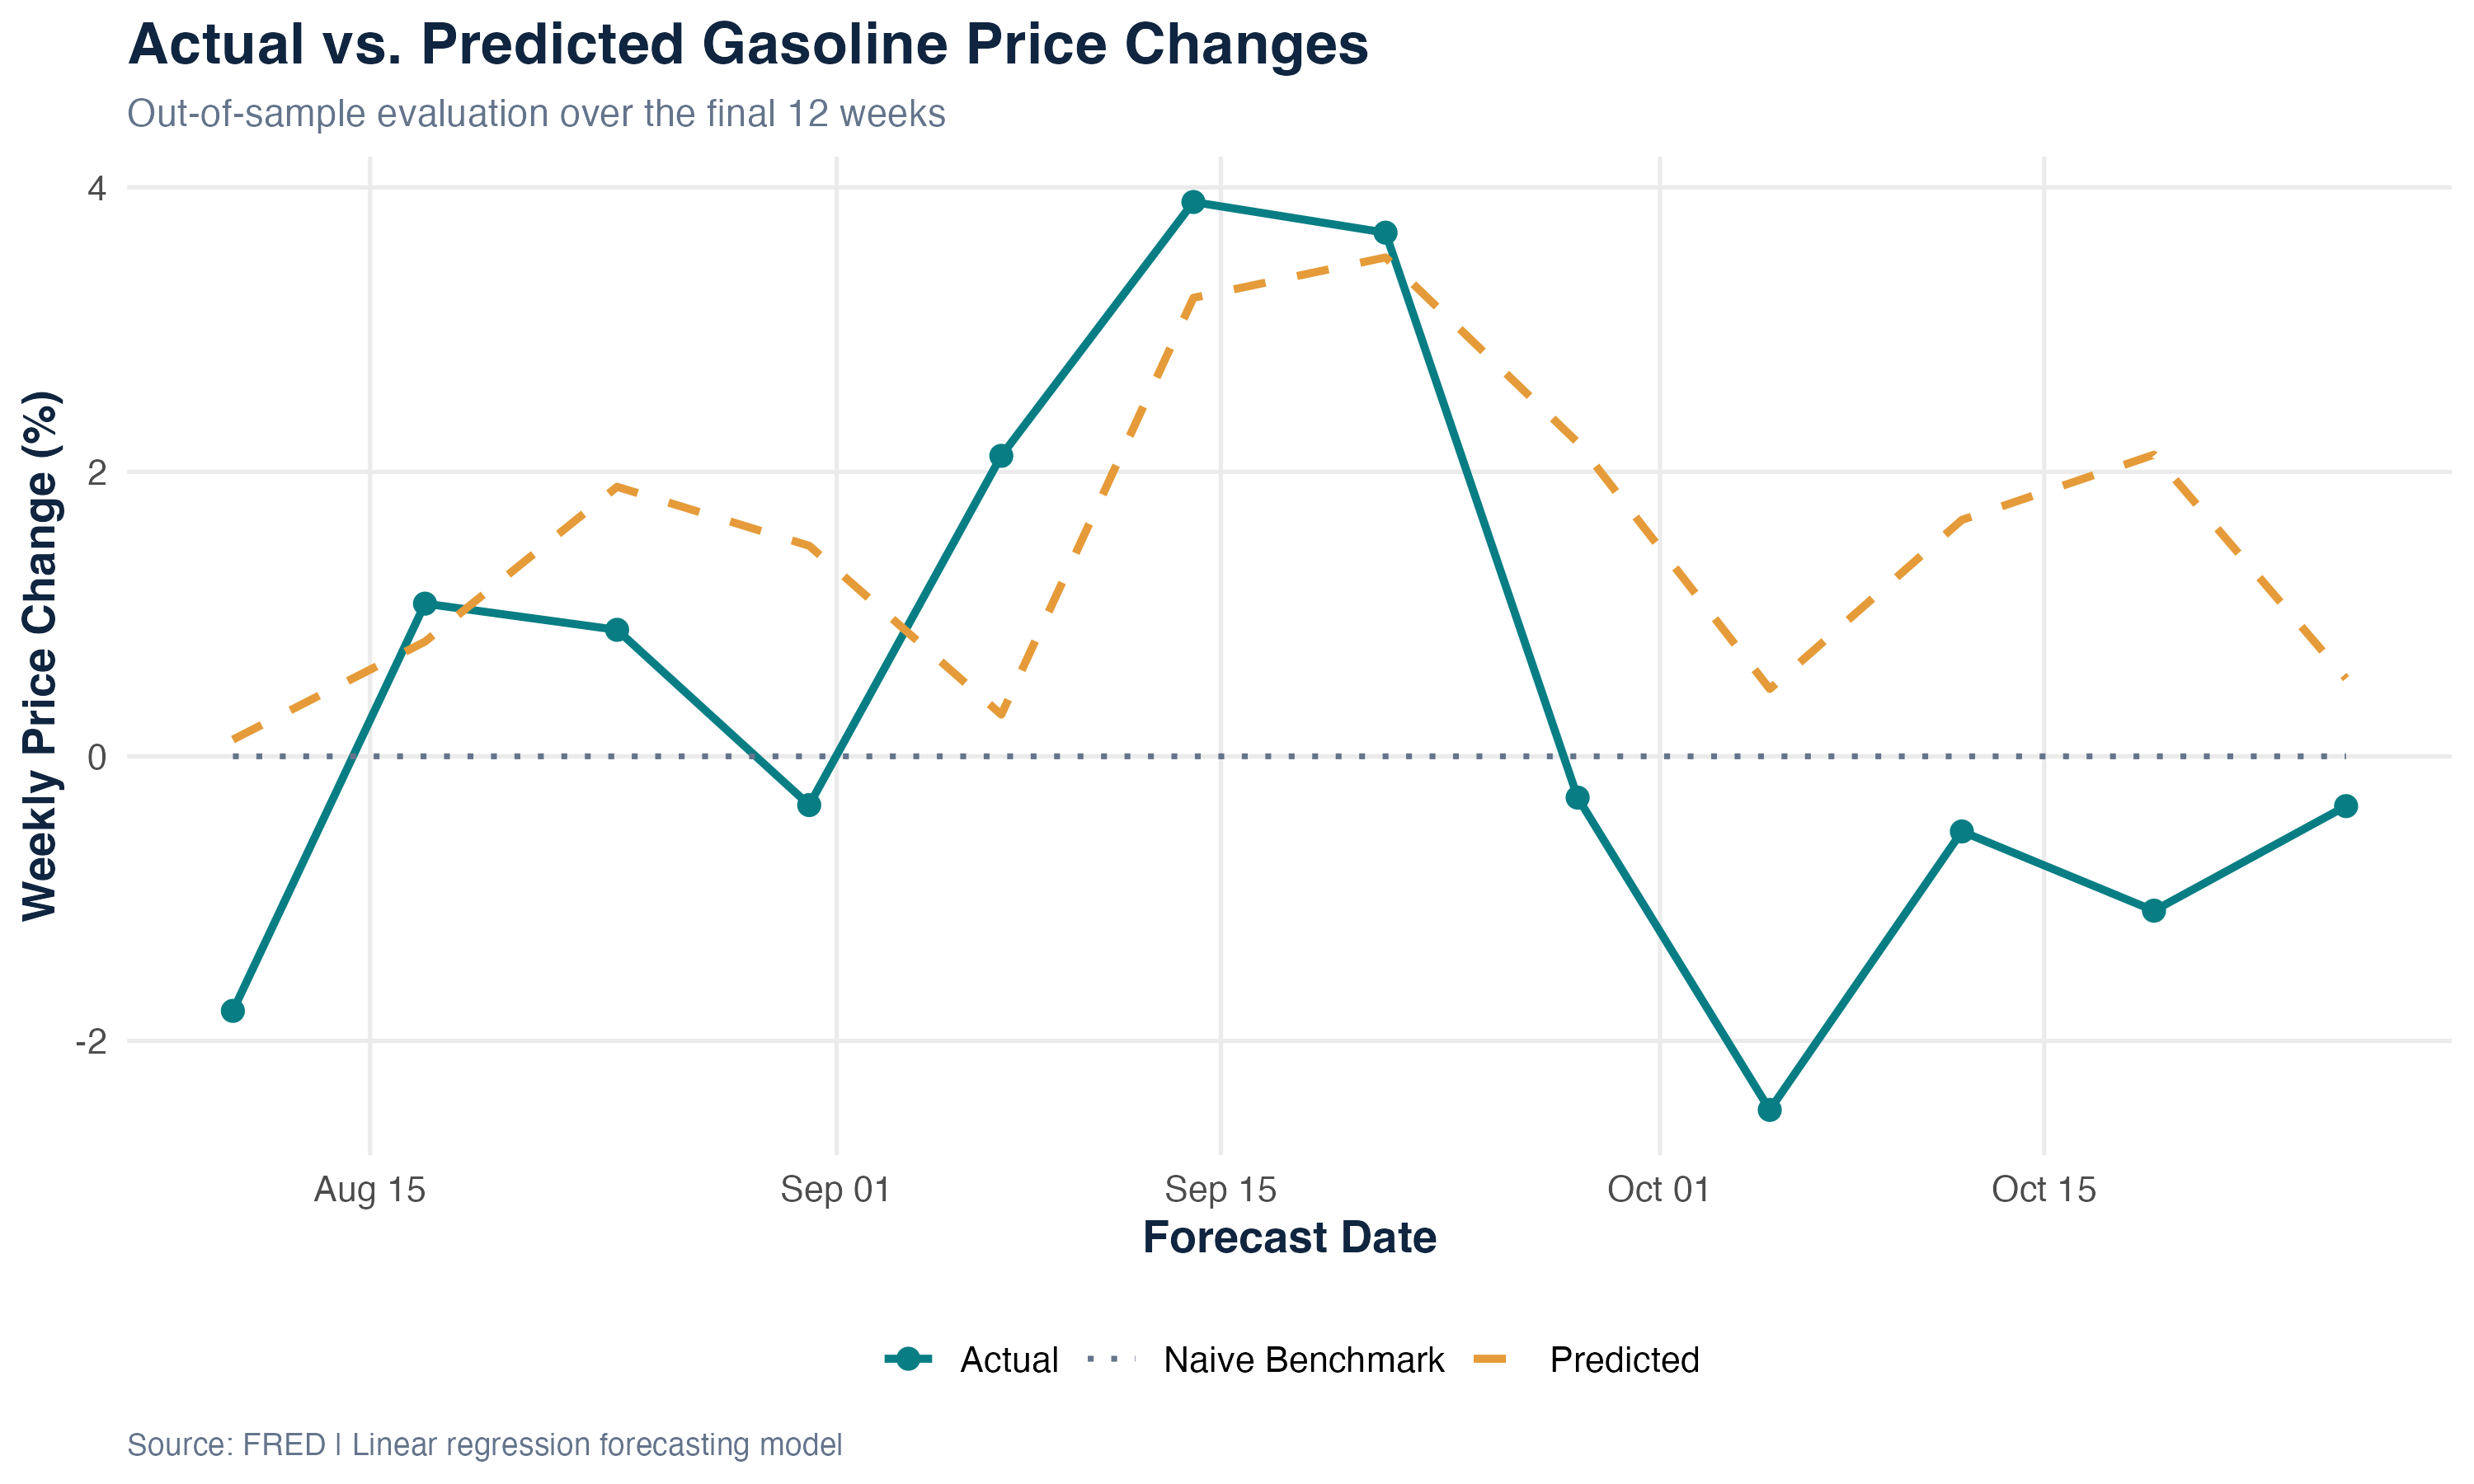 Actual vs. Predicted Gasoline Price Changes
Out-of-sample evaluation over the final 12 weeks
Weekly Price Change (%)
4
2
0
-2
Aug 15 Sep 01 Sep 15 Oct 01 Oct 15
Forecast Date
Actual Naive Benchmark Predicted
Source: FRED | Linear regression forecasting model